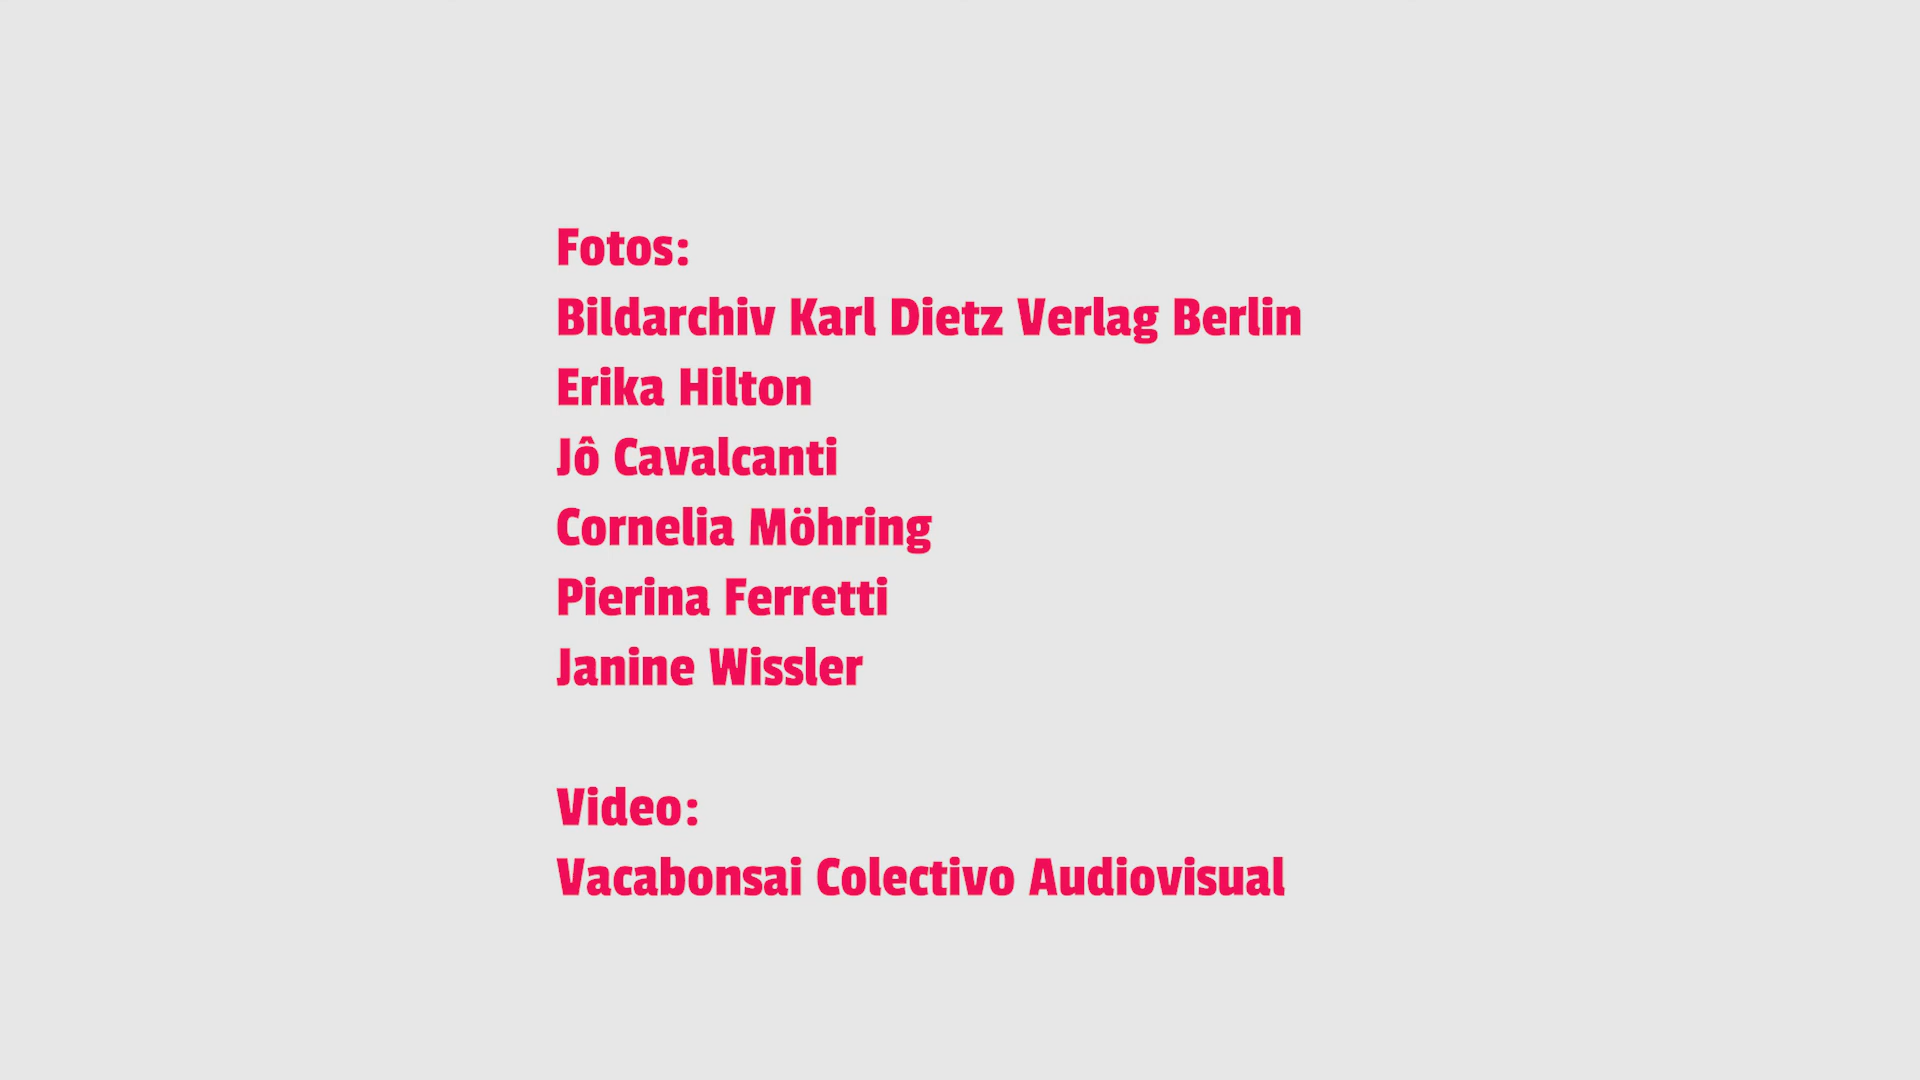 Fotos:
Bildarchiv Karl Dietz Verlag Berlin
Erika Hilton
Jô Cavalcanti
Cornelia Möhring
Pierina Ferretti
Janine Wissler
Video:
Vacabonsai Colectivo Audiovisual